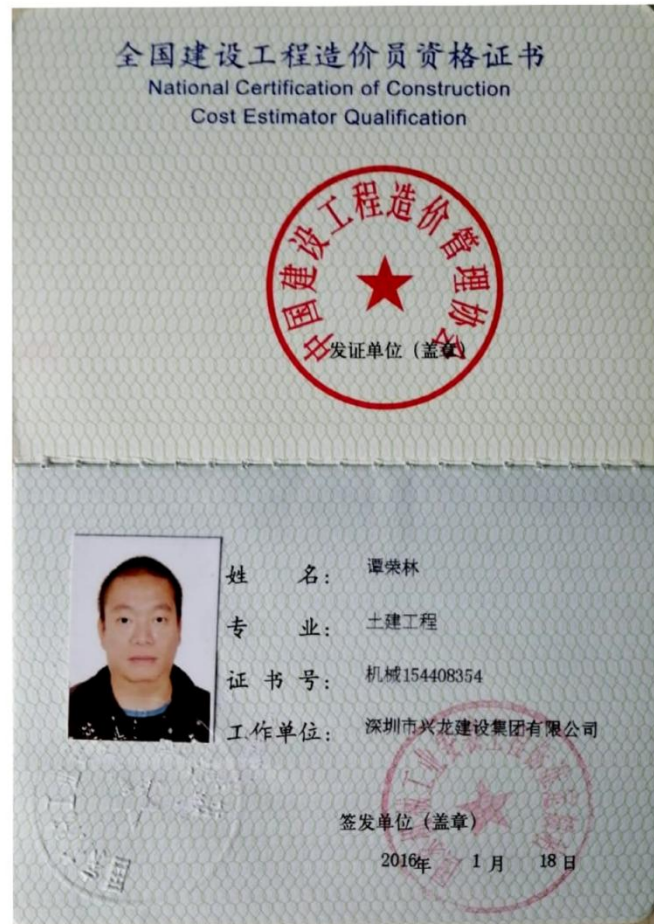 全国建设工程造价员资格证书
National Certification of Construction
Cost Estimator Qualification
中国建设工程造价管理协会
发证单位（盖章）
姓 名： 谭荣林
专 业： 土建工程
证 书 号： 机械154408354
工作单位： 深圳市兴龙建设集团有限公司
签发单位（盖章）
2016年 1 月 18 日